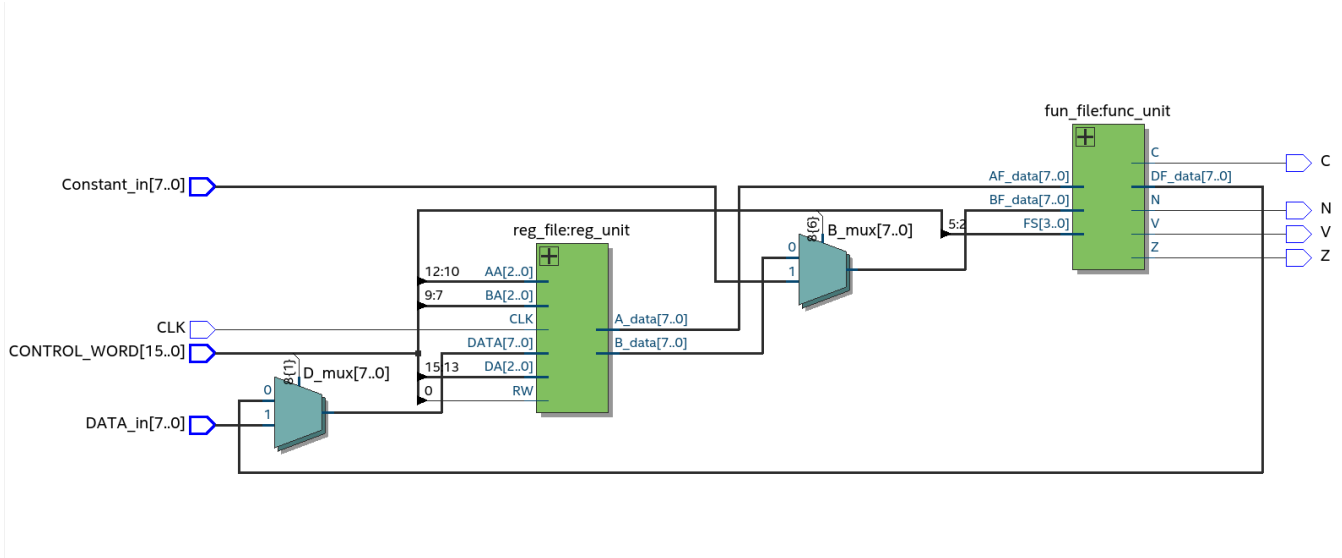 fun_file:func_unit
C
C
Constant_in[7..0]
AF_data[7..0]
DF_data[7..0]
BF_data[7..0]
N
N
8{6}
B_mux[7..0]
5:2
FS[3..0]
V
V
reg_file:reg_unit
0
Z
Z
12:10
AA[2..0]
1
9:7
BA[2..0]
CLK
CLK
A_data[7..0]
CONTROL_WORD[15..0]
DATA[7..0]
B_data[7..0]
8{1}
D_mux[7..0]
15:13
DA[2..0]
0
0
RW
1
DATA_in[7..0]